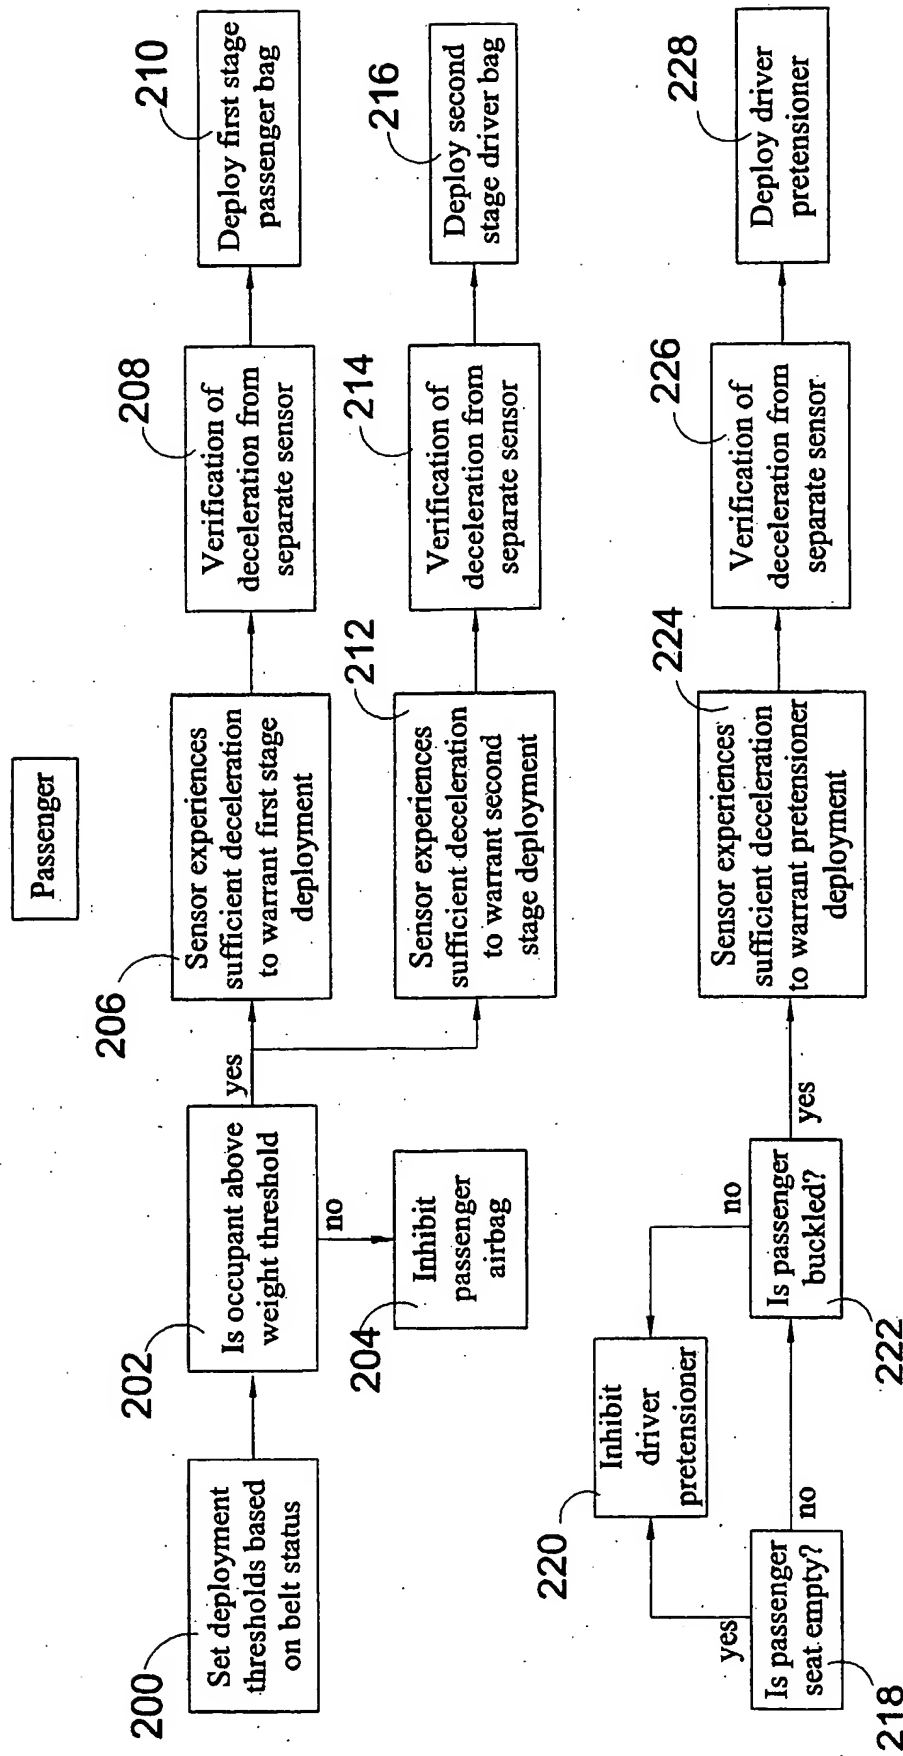 Passenger
200
Set deployment
thresholds based
on belt status
202
Is occupant above
weight threshold
yes
no
204
Inhibit
passenger
airbag
206
Sensor experiences
sufficient deceleration
to warrant first stage
deployment
208
Verification of
deceleration from
separate sensor
210
Deploy first stage
passenger bag
212
Sensor experiences
sufficient deceleration
to warrant second
stage deployment
214
Verification of
deceleration from
separate sensor
216
Deploy second
stage driver bag
218
Is passenger
seat empty?
yes
no
220
Inhibit
driver
pretensioner
222
Is passenger
buckled?
no
yes
224
Sensor experiences
sufficient deceleration
to warrant pretensioner
deployment
226
Verification of
deceleration from
separate sensor
228
Deploy driver
pretensioner